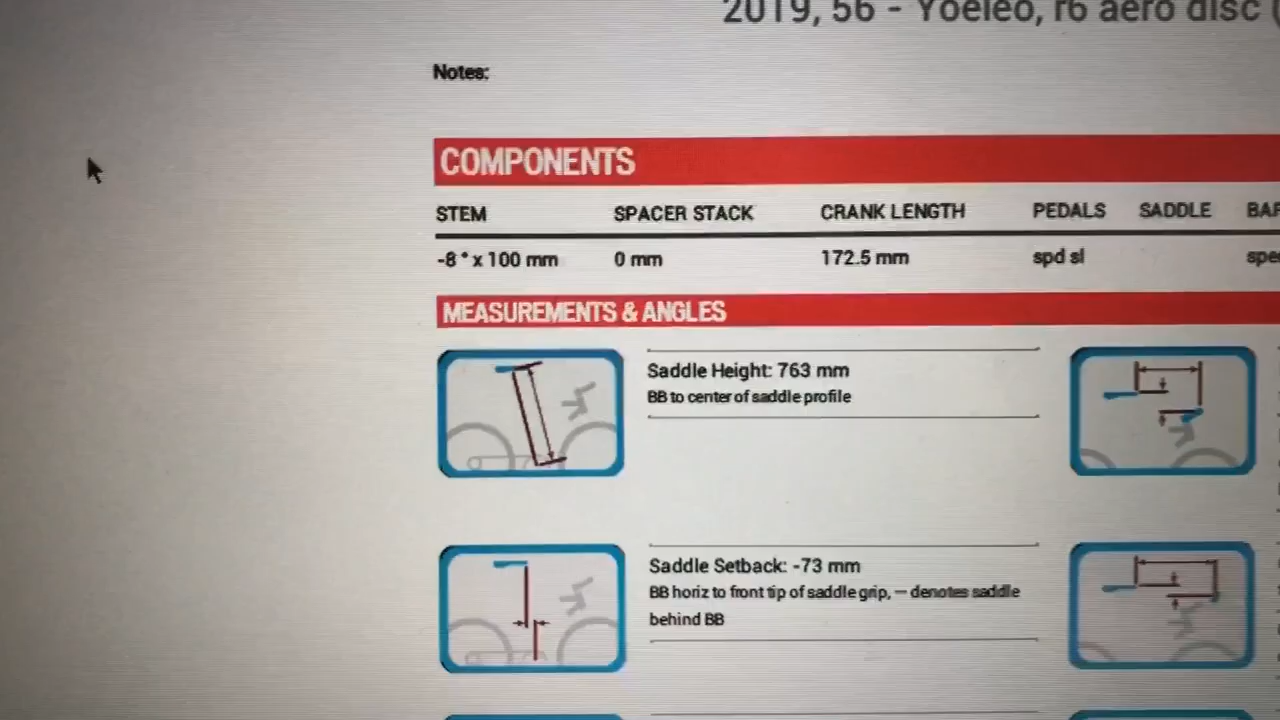 2019, 56 - Yoeleo, r6 aero disc (
Notes:
COMPONENTS
STEM SPACER STACK CRANK LENGTH PEDALS SADDLE
-8° x 100 mm 0 mm 172.5 mm spd sl
MEASUREMENTS & ANGLES
Saddle Height: 763 mm
BB to center of saddle profile
Saddle Setback: -73 mm
BB horiz to front tip of saddle grip, — denotes saddle
behind BB